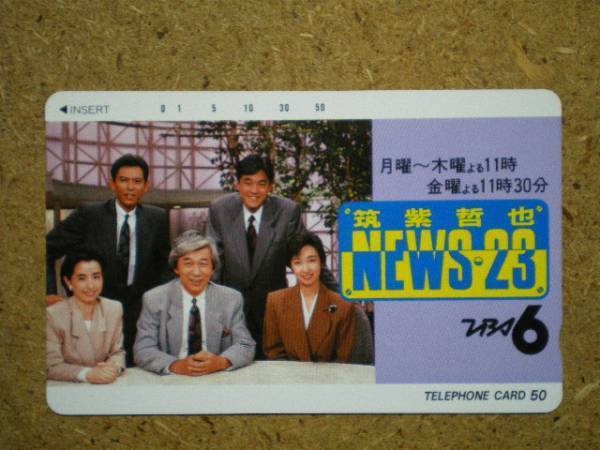 ◀INSERT 0 1 5 10 30 50
月曜〜木曜よる11時
金曜よる11時30分
筑紫哲也
NEWS・23
TBS 6
TELEPHONE CARD 50